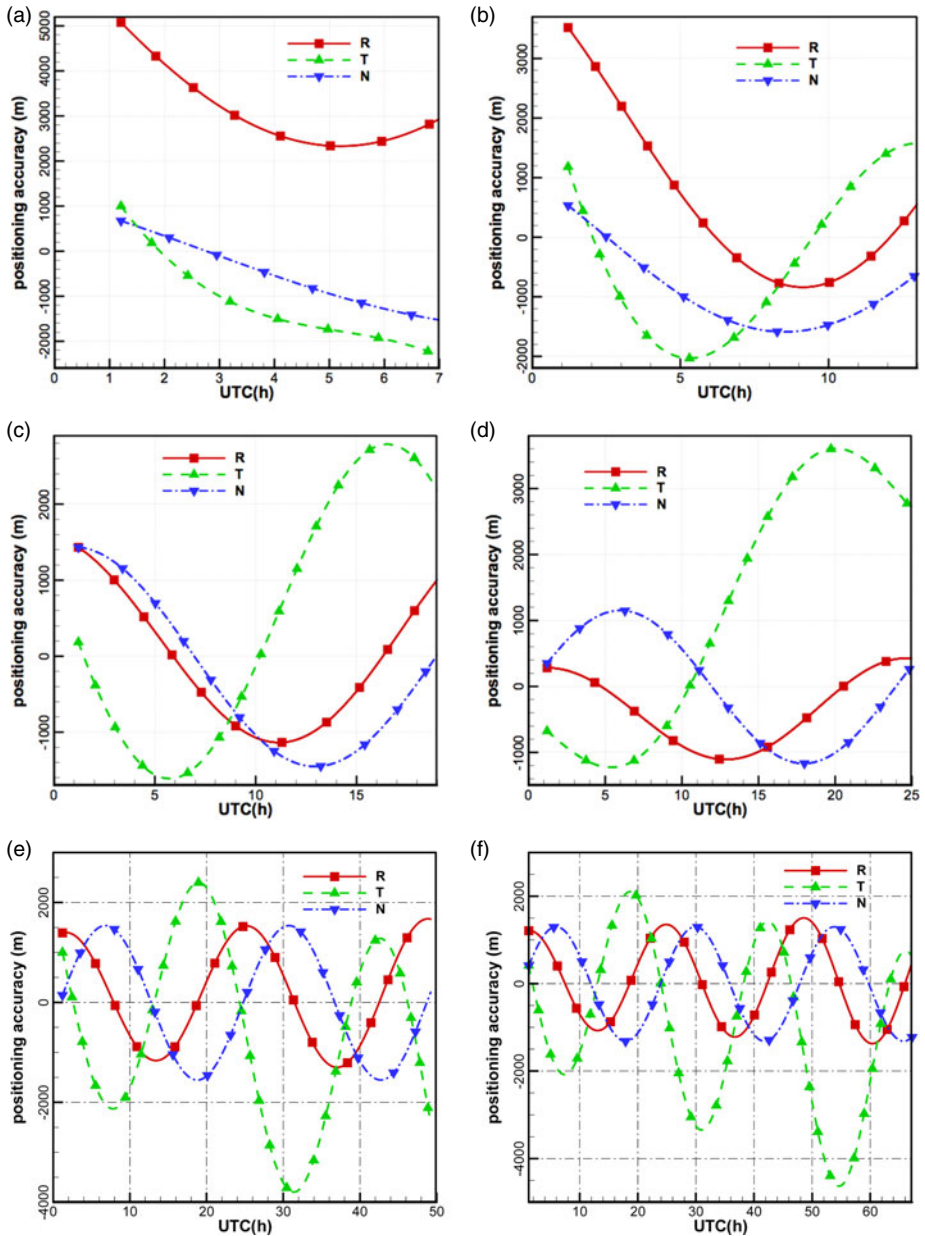 (a)
positioning accuracy (m)
5000
4000
3000
2000
1000
0
-1000
-2000
R
T
N
0 1 2 3 4 5 6 7
UTC(h)
(b)
positioning accuracy (m)
3000
2000
1000
0
-1000
-2000
R
T
N
0 5 10
UTC(h)
(c)
positioning accuracy (m)
2000
1000
0
-1000
R
T
N
0 5 10 15
UTC(h)
(d)
positioning accuracy (m)
3000
2000
1000
0
-1000
R
T
N
0 5 10 15 20 25
UTC(h)
(e)
positioning accuracy (m)
2000
0
-2000
-4000
R
T
N
0 10 20 30 40 50
UTC(h)
(f)
positioning accuracy (m)
2000
0
-2000
-4000
R
T
N
10 20 30 40 50 60
UTC(h)